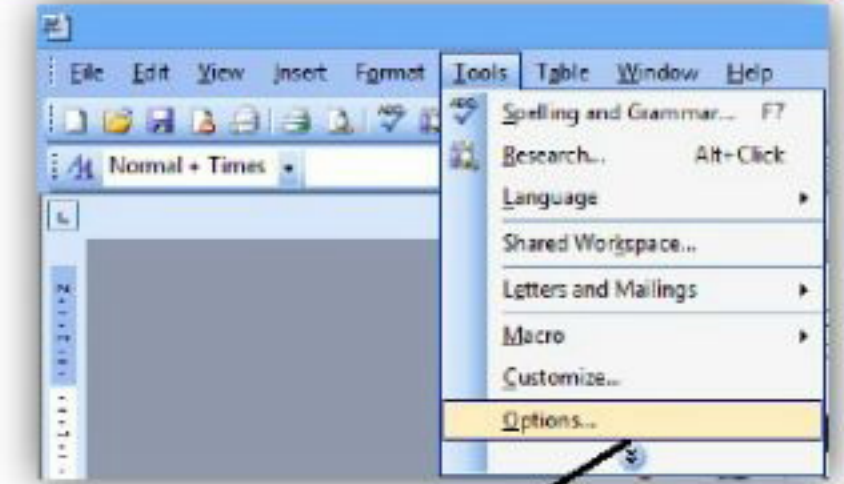 File Edit View Insert Format Tools Table Window Help
Spelling and Grammar... F7
Normal + Times
Research... Alt+Click
Language
Shared Workspace...
Letters and Mailings
Macro
Customize...
Options...